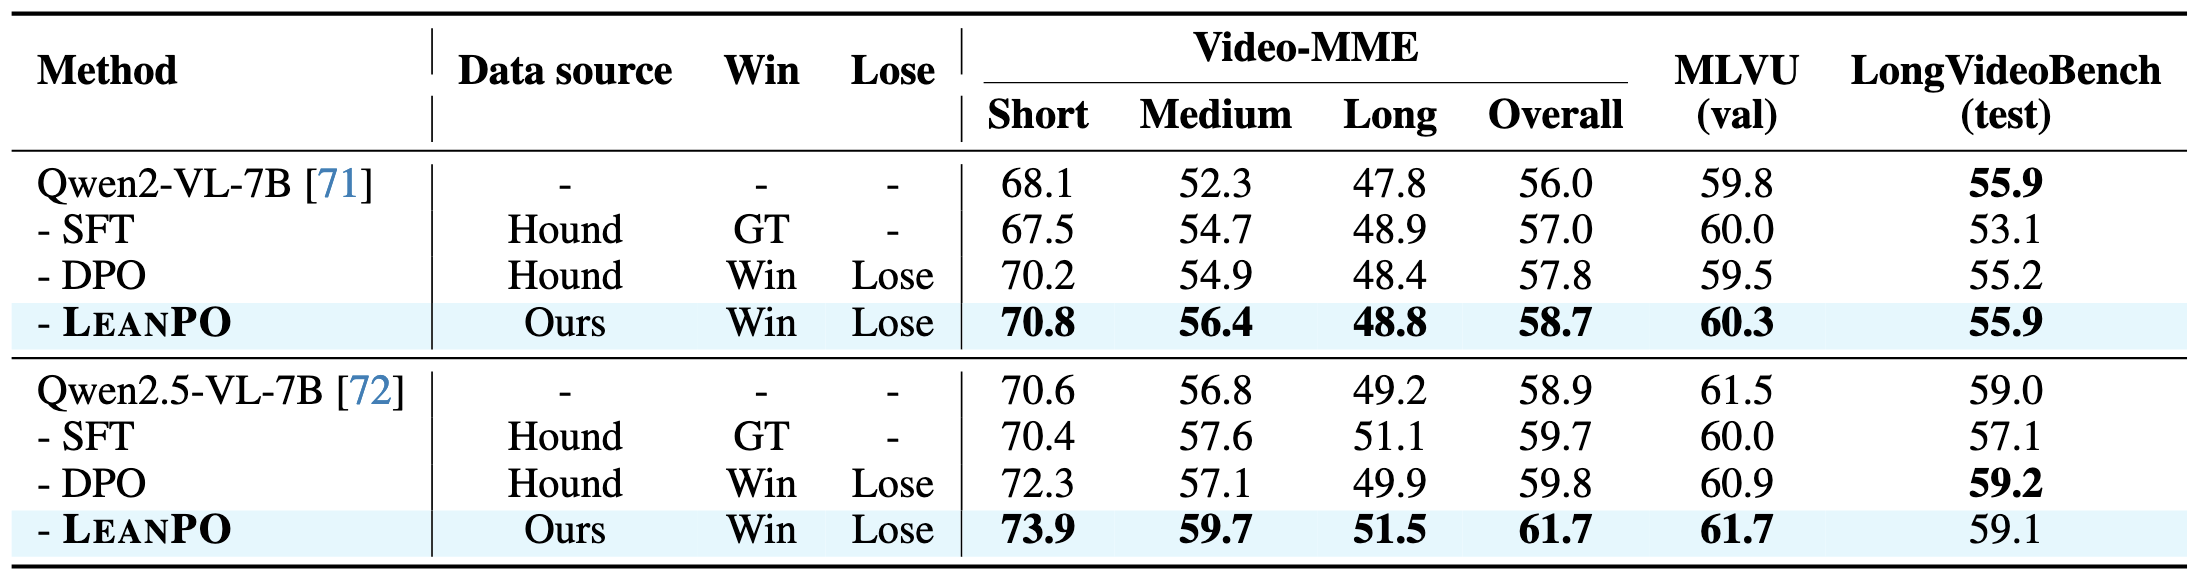 Method Data source Win Lose Video-MME MLVU (val) LongVideoBench (test)
Short Medium Long Overall
Qwen2-VL-7B [71] - - - 68.1 52.3 47.8 56.0 59.8 55.9
- SFT Hound GT - 67.5 54.7 48.9 57.0 60.0 53.1
- DPO Hound Win Lose 70.2 54.9 48.4 57.8 59.5 55.2
- LEANPO Ours Win Lose 70.8 56.4 48.8 58.7 60.3 55.9
Qwen2.5-VL-7B [72] - - - 70.6 56.8 49.2 58.9 61.5 59.0
- SFT Hound GT - 70.4 57.6 51.1 59.7 60.0 57.1
- DPO Hound Win Lose 72.3 57.1 49.9 59.8 60.9 59.2
- LEANPO Ours Win Lose 73.9 59.7 51.5 61.7 61.7 59.1